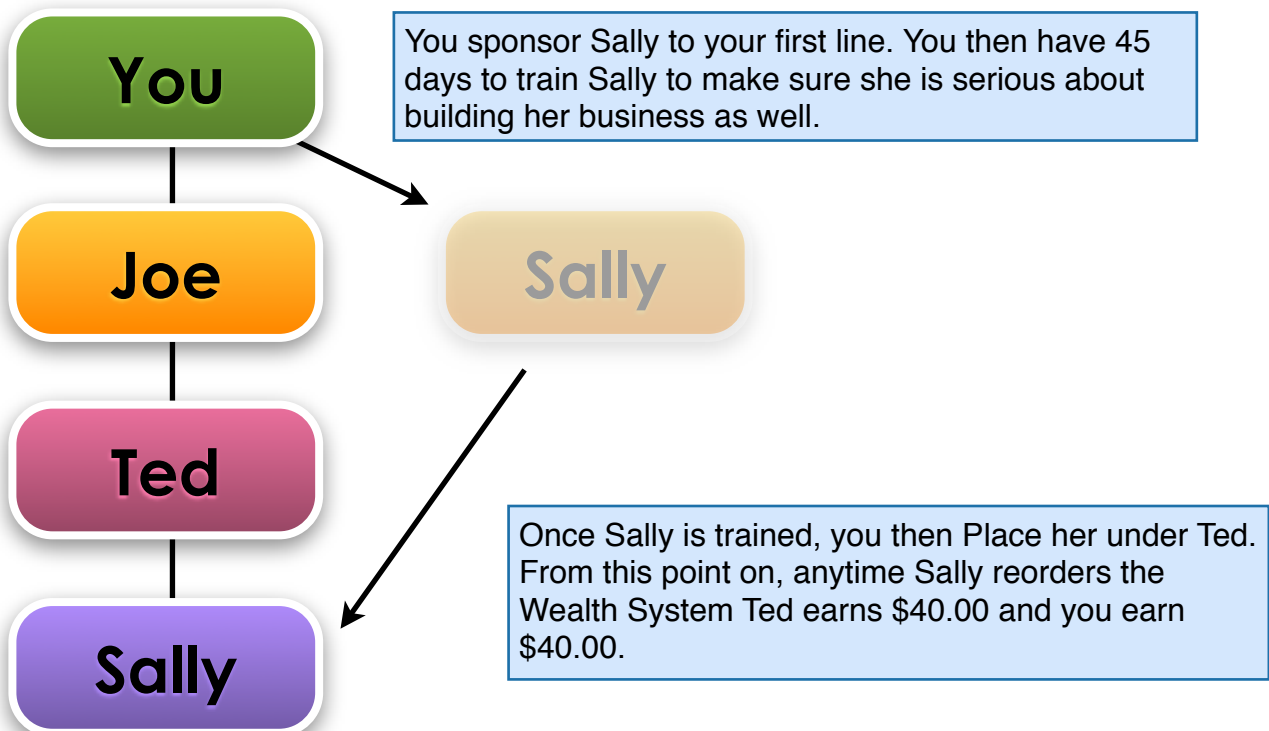 You
You sponsor Sally to your first line. You then have 45
days to train Sally to make sure she is serious about
building her business as well.
Joe
Sally
Ted
Once Sally is trained, you then Place her under Ted.
From this point on, anytime Sally reorders the
Wealth System Ted earns $40.00 and you earn
$40.00.
Sally